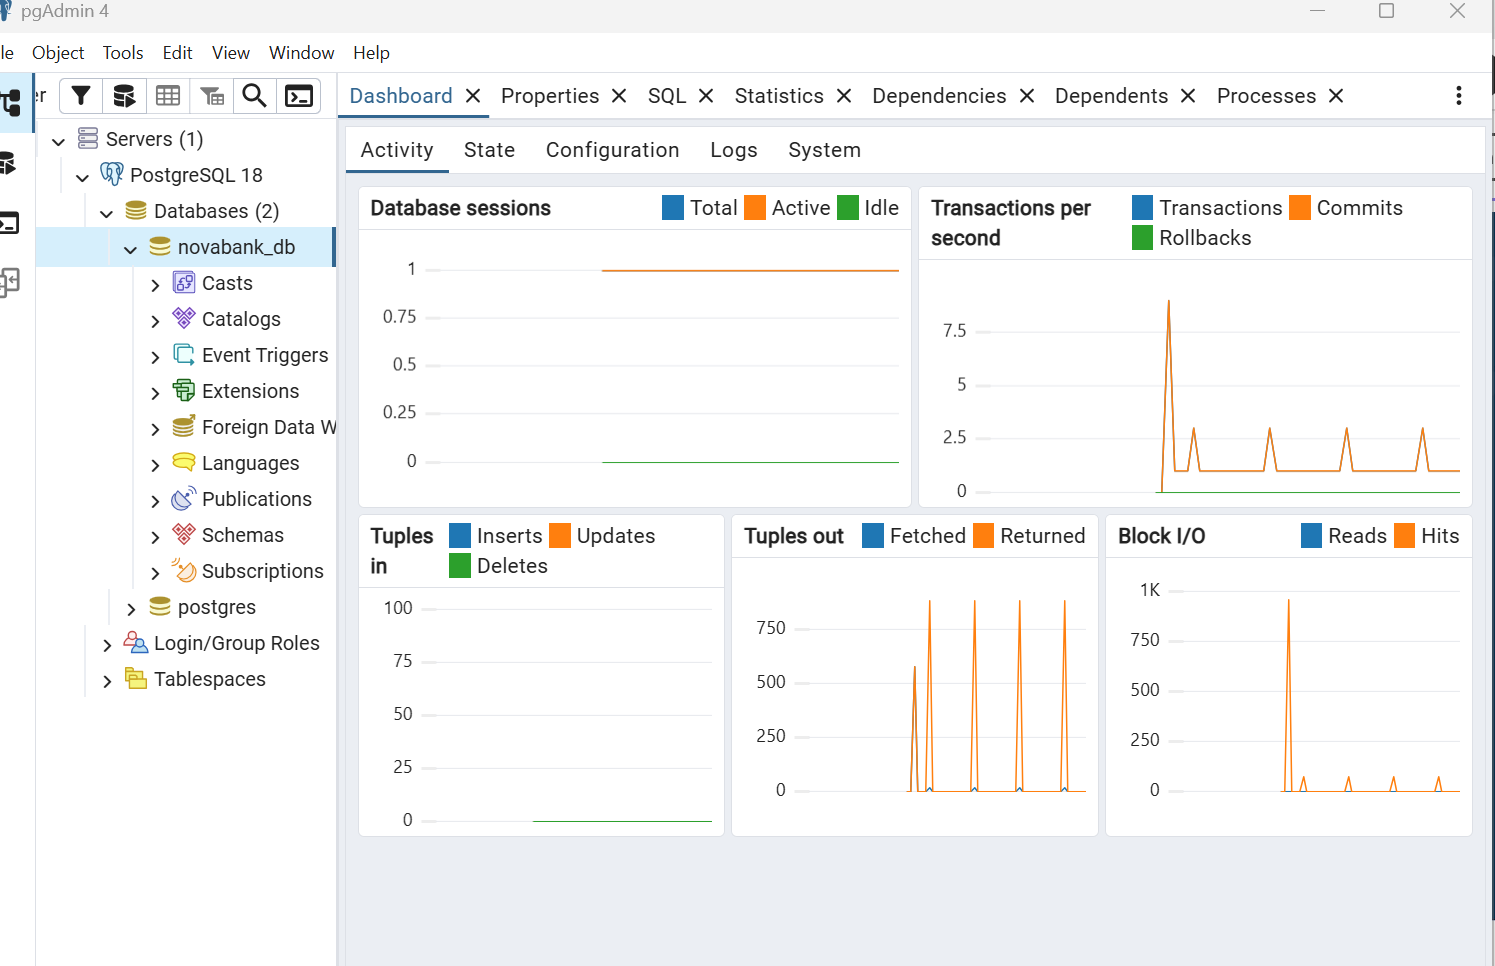 pgAdmin 4
le Object Tools Edit View Window Help
er
Dashboard Properties SQL Statistics Dependencies Dependents Processes
Servers (1)
PostgreSQL 18
Databases (2)
novabank_db
Casts
Catalogs
Event Triggers
Extensions
Foreign Data W
Languages
Publications
Schemas
Subscriptions
postgres
Login/Group Roles
Tablespaces
Activity State Configuration Logs System
Database sessions Total Active Idle
1
0.75
0.5
0.25
0
Transactions per second Transactions Commits
Rollbacks
7.5
5
2.5
0
Tuples in Inserts Updates
Deletes
100
75
50
25
0
Tuples out Fetched Returned
750
500
250
0
Block I/O Reads Hits
1K
750
500
250
0